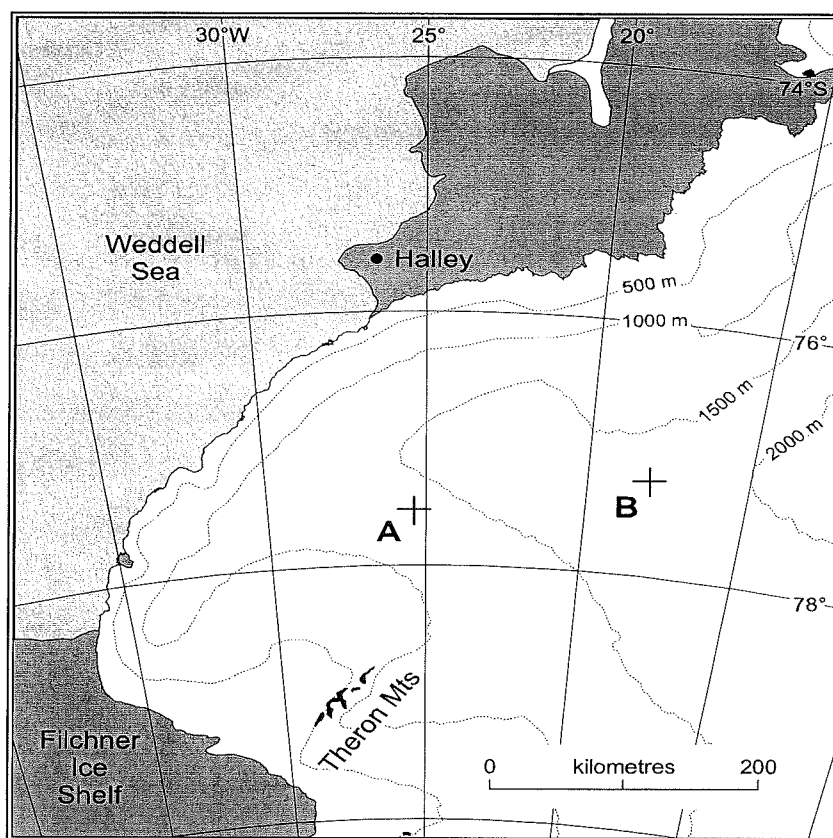 30°W
25°
20°
74°S
Weddell
Sea
Halley
500 m
1000 m
76°
1500 m
2000 m
A
B
78°
Theron Mts
Filchner
Ice
Shelf
0 kilometres 200